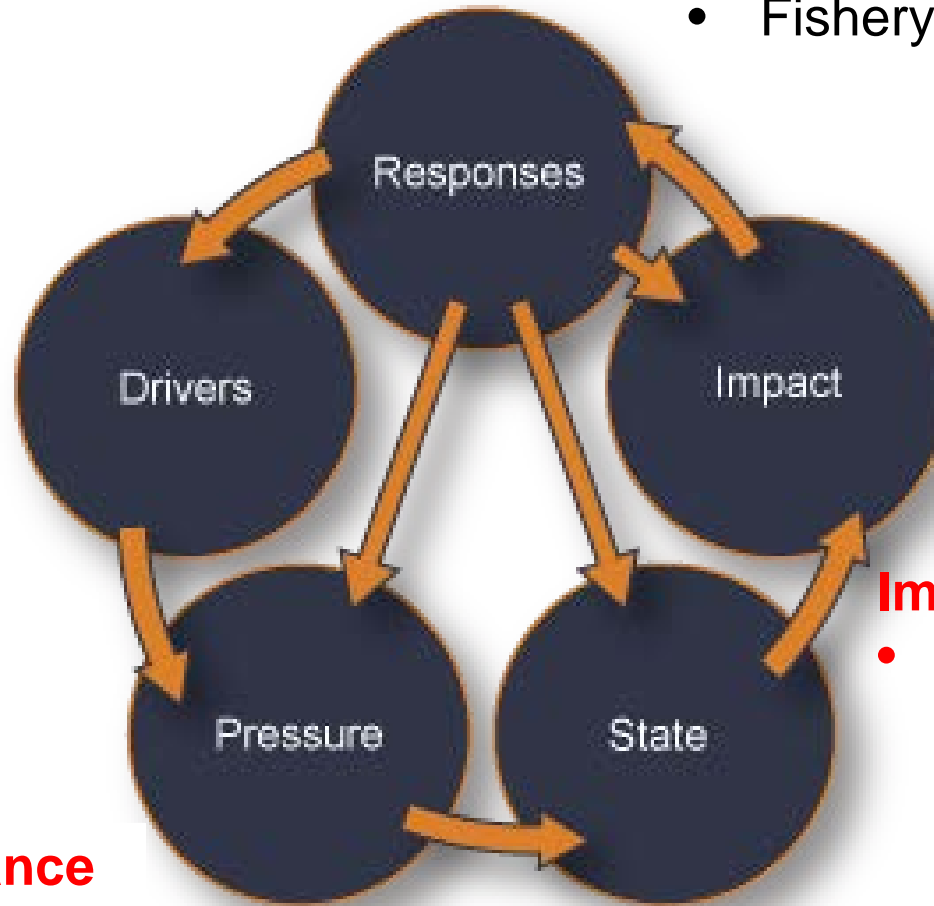 • Fishery
Responses
Drivers
Impact
Im
•
Pressure
State
nce